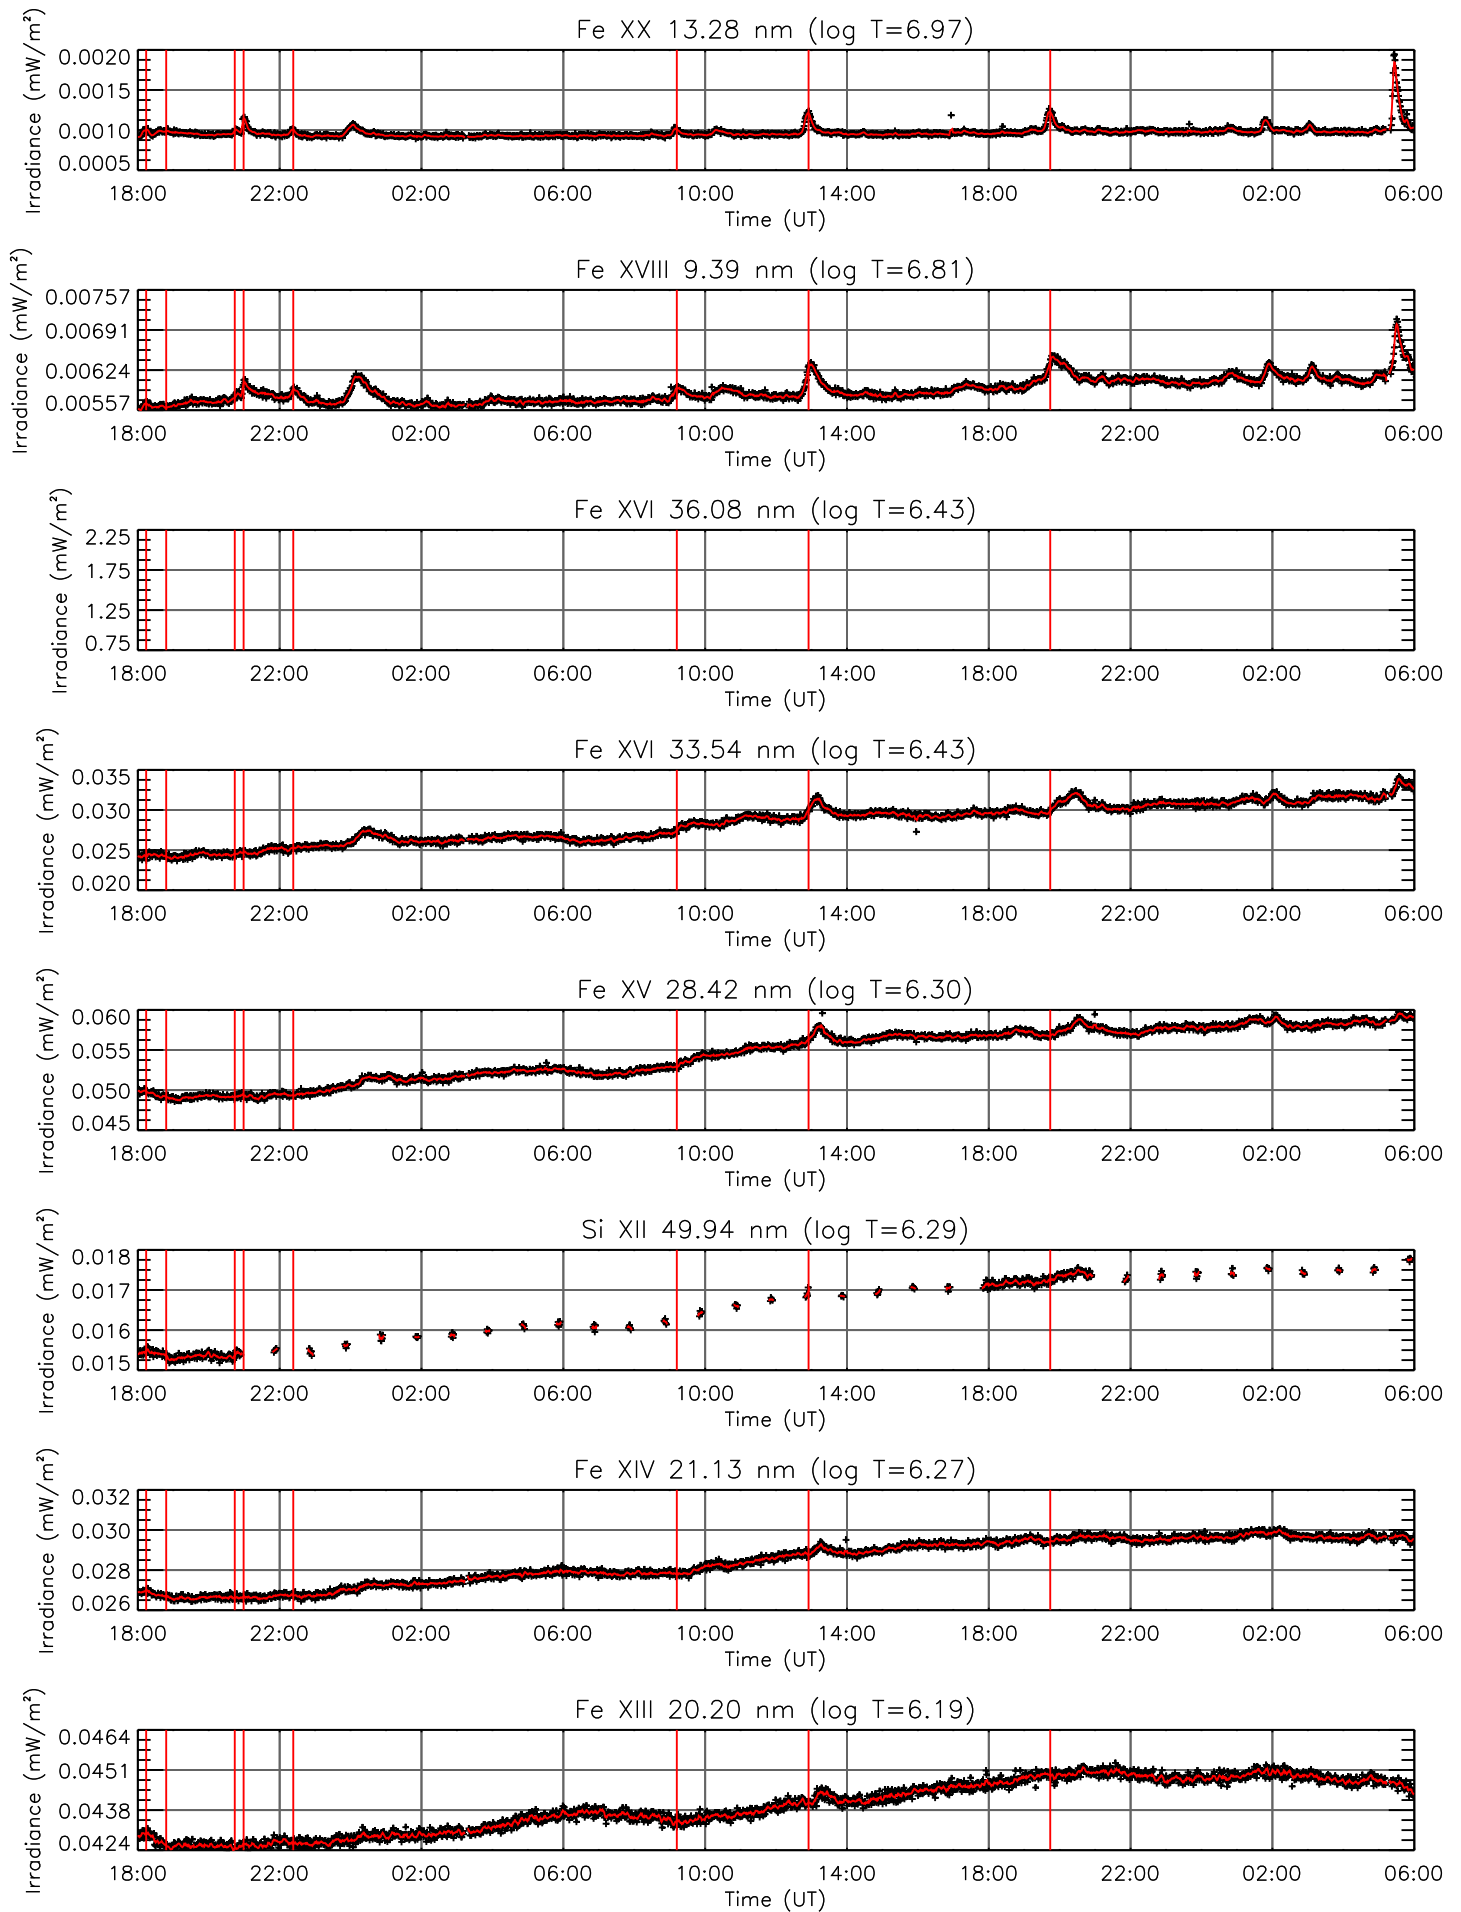 Fe XX 13.28 nm (log T=6.97)
Irradiance (mW/m²)
0.0020
0.0015
0.0010
0.0005
18:00 22:00 02:00 06:00 10:00 14:00 18:00 22:00 02:00 06:00
Time (UT)
Fe XVIII 9.39 nm (log T=6.81)
Irradiance (mW/m²)
0.00757
0.00691
0.00624
0.00557
18:00 22:00 02:00 06:00 10:00 14:00 18:00 22:00 02:00 06:00
Time (UT)
Fe XVI 36.08 nm (log T=6.43)
Irradiance (mW/m²)
2.25
1.75
1.25
0.75
18:00 22:00 02:00 06:00 10:00 14:00 18:00 22:00 02:00 06:00
Time (UT)
Fe XVI 33.54 nm (log T=6.43)
Irradiance (mW/m²)
0.035
0.030
0.025
0.020
18:00 22:00 02:00 06:00 10:00 14:00 18:00 22:00 02:00 06:00
Time (UT)
Fe XV 28.42 nm (log T=6.30)
Irradiance (mW/m²)
0.060
0.055
0.050
0.045
18:00 22:00 02:00 06:00 10:00 14:00 18:00 22:00 02:00 06:00
Time (UT)
Si XII 49.94 nm (log T=6.29)
Irradiance (mW/m²)
0.018
0.017
0.016
0.015
18:00 22:00 02:00 06:00 10:00 14:00 18:00 22:00 02:00 06:00
Time (UT)
Fe XIV 21.13 nm (log T=6.27)
Irradiance (mW/m²)
0.032
0.030
0.028
0.026
18:00 22:00 02:00 06:00 10:00 14:00 18:00 22:00 02:00 06:00
Time (UT)
Fe XIII 20.20 nm (log T=6.19)
Irradiance (mW/m²)
0.0464
0.0451
0.0438
0.0424
18:00 22:00 02:00 06:00 10:00 14:00 18:00 22:00 02:00 06:00
Time (UT)